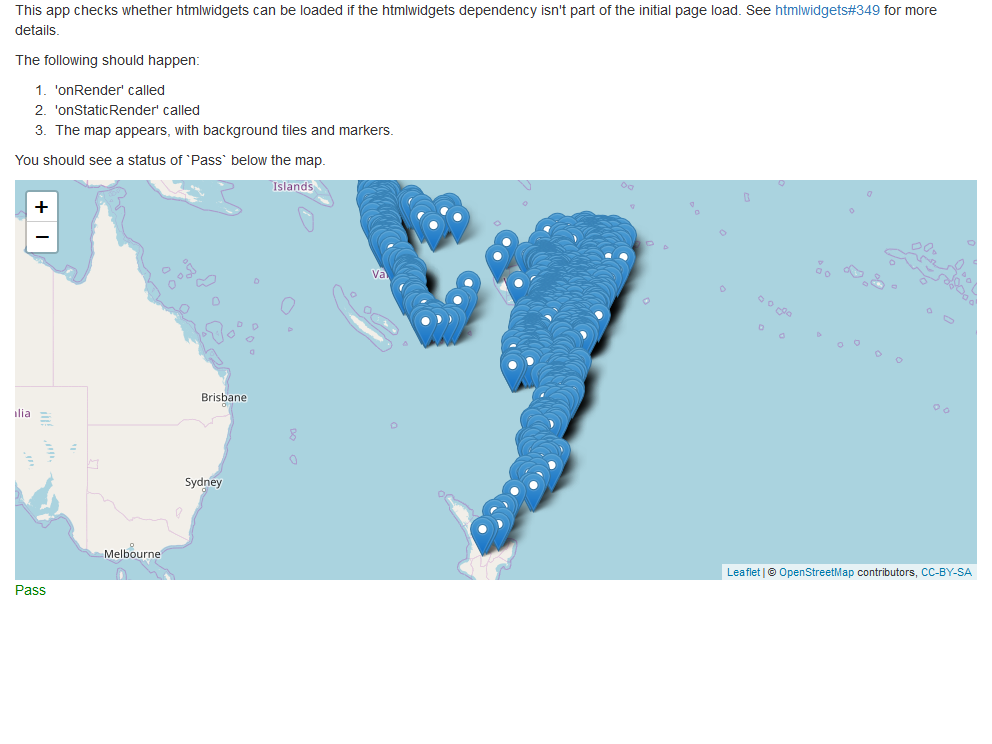 This app checks whether htmlwidgets can be loaded if the htmlwidgets dependency isn't part of the initial page load. See htmlwidgets#349 for more
details.
The following should happen:
1. 'onRender' called
2. 'onStaticRender' called
3. The map appears, with background tiles and markers.
You should see a status of `Pass` below the map.
Islands
+
−
Va
Brisbane
alia
Sydney
Melbourne
Leaflet | © OpenStreetMap contributors, CC-BY-SA
Pass